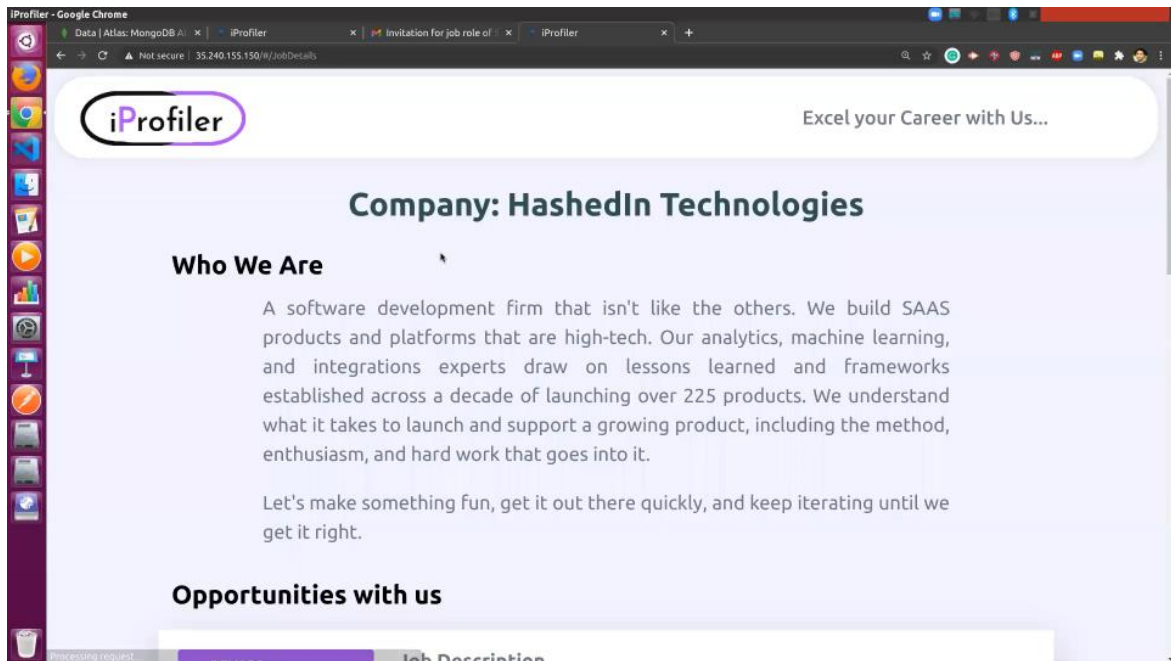 iProfiler - Google Chrome
Data | Atlas: MongoDB At
iProfiler
Invitation for job role of S
iProfiler
Not secure | 35.240.155.150/#/JobDetails
iProfiler
Excel your Career with Us...
Company: HashedIn Technologies
Who We Are
A software development firm that isn't like the others. We build SAAS
products and platforms that are high-tech. Our analytics, machine learning,
and integrations experts draw on lessons learned and frameworks
established across a decade of launching over 225 products. We understand
what it takes to launch and support a growing product, including the method,
enthusiasm, and hard work that goes into it.
Let's make something fun, get it out there quickly, and keep iterating until we
get it right.
Opportunities with us
Job Description
Processing request